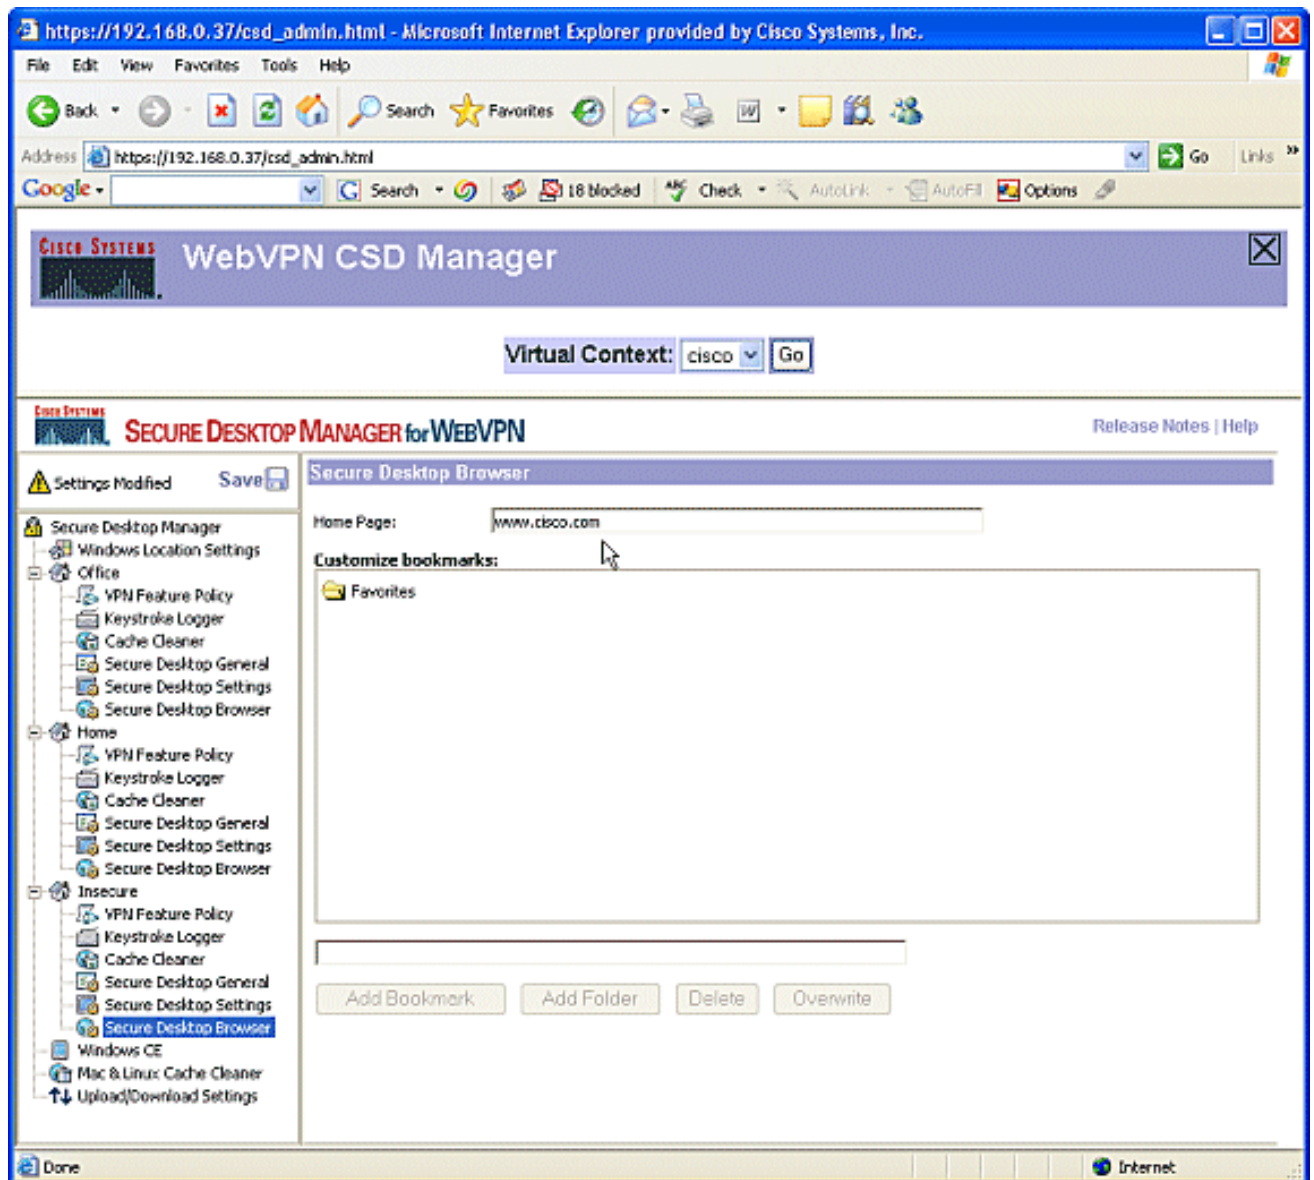 https://192.168.0.37/csd_admin.html - Microsoft Internet Explorer provided by Cisco Systems, Inc.
File Edit View Favorites Tools Help
Back Search Favorites
Address https://192.168.0.37/csd_admin.html Go Links
Google Search 18 blocked ABC Check AutoLink AutoFill Options
CISCO SYSTEMS WebVPN CSD Manager
Virtual Context: cisco Go
CISCO SYSTEMS SECURE DESKTOP MANAGER for WEBVPN Release Notes | Help
Settings Modified Save
Secure Desktop Manager
Windows Location Settings
Office
VPN Feature Policy
Keystroke Logger
Cache Cleaner
Secure Desktop General
Secure Desktop Settings
Secure Desktop Browser
Home
VPN Feature Policy
Keystroke Logger
Cache Cleaner
Secure Desktop General
Secure Desktop Settings
Secure Desktop Browser
Insecure
VPN Feature Policy
Keystroke Logger
Cache Cleaner
Secure Desktop General
Secure Desktop Settings
Secure Desktop Browser
Windows CE
Mac & Linux Cache Cleaner
Upload/Download Settings
Secure Desktop Browser
Home Page: www.cisco.com
Customize bookmarks:
Favorites
Add Bookmark Add Folder Delete Overwrite
Done Internet